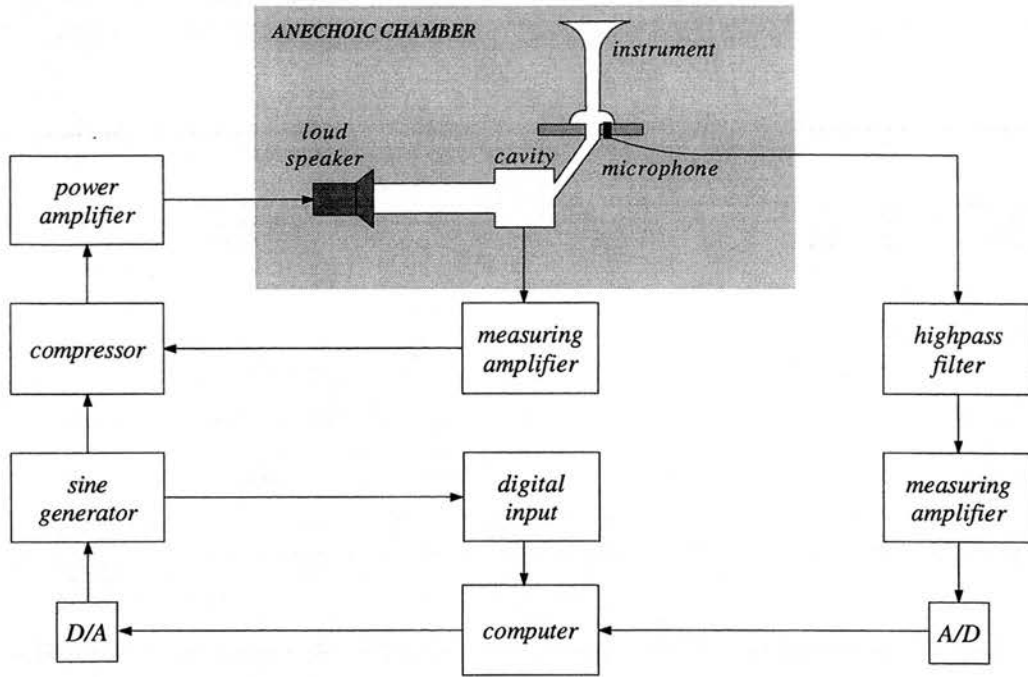 ANECHOIC CHAMBER
instrument
loud
speaker
cavity
microphone
power
amplifier
compressor
measuring
amplifier
highpass
filter
sine
generator
digital
input
measuring
amplifier
D/A
computer
A/D